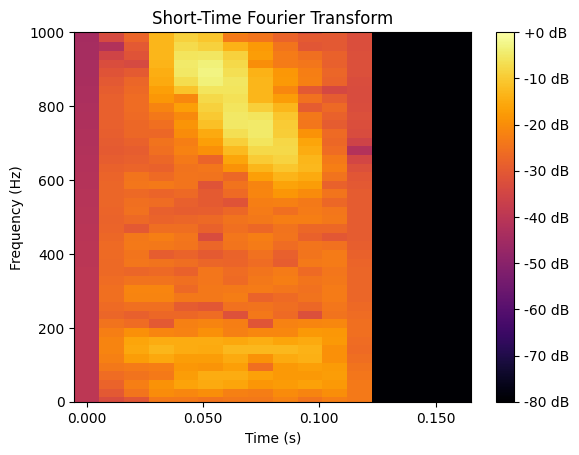 Short-Time Fourier Transform
Frequency (Hz)
1000
800
600
400
200
0
0.000
0.050
0.100
0.150
Time (s)
+0 dB
-10 dB
-20 dB
-30 dB
-40 dB
-50 dB
-60 dB
-70 dB
-80 dB